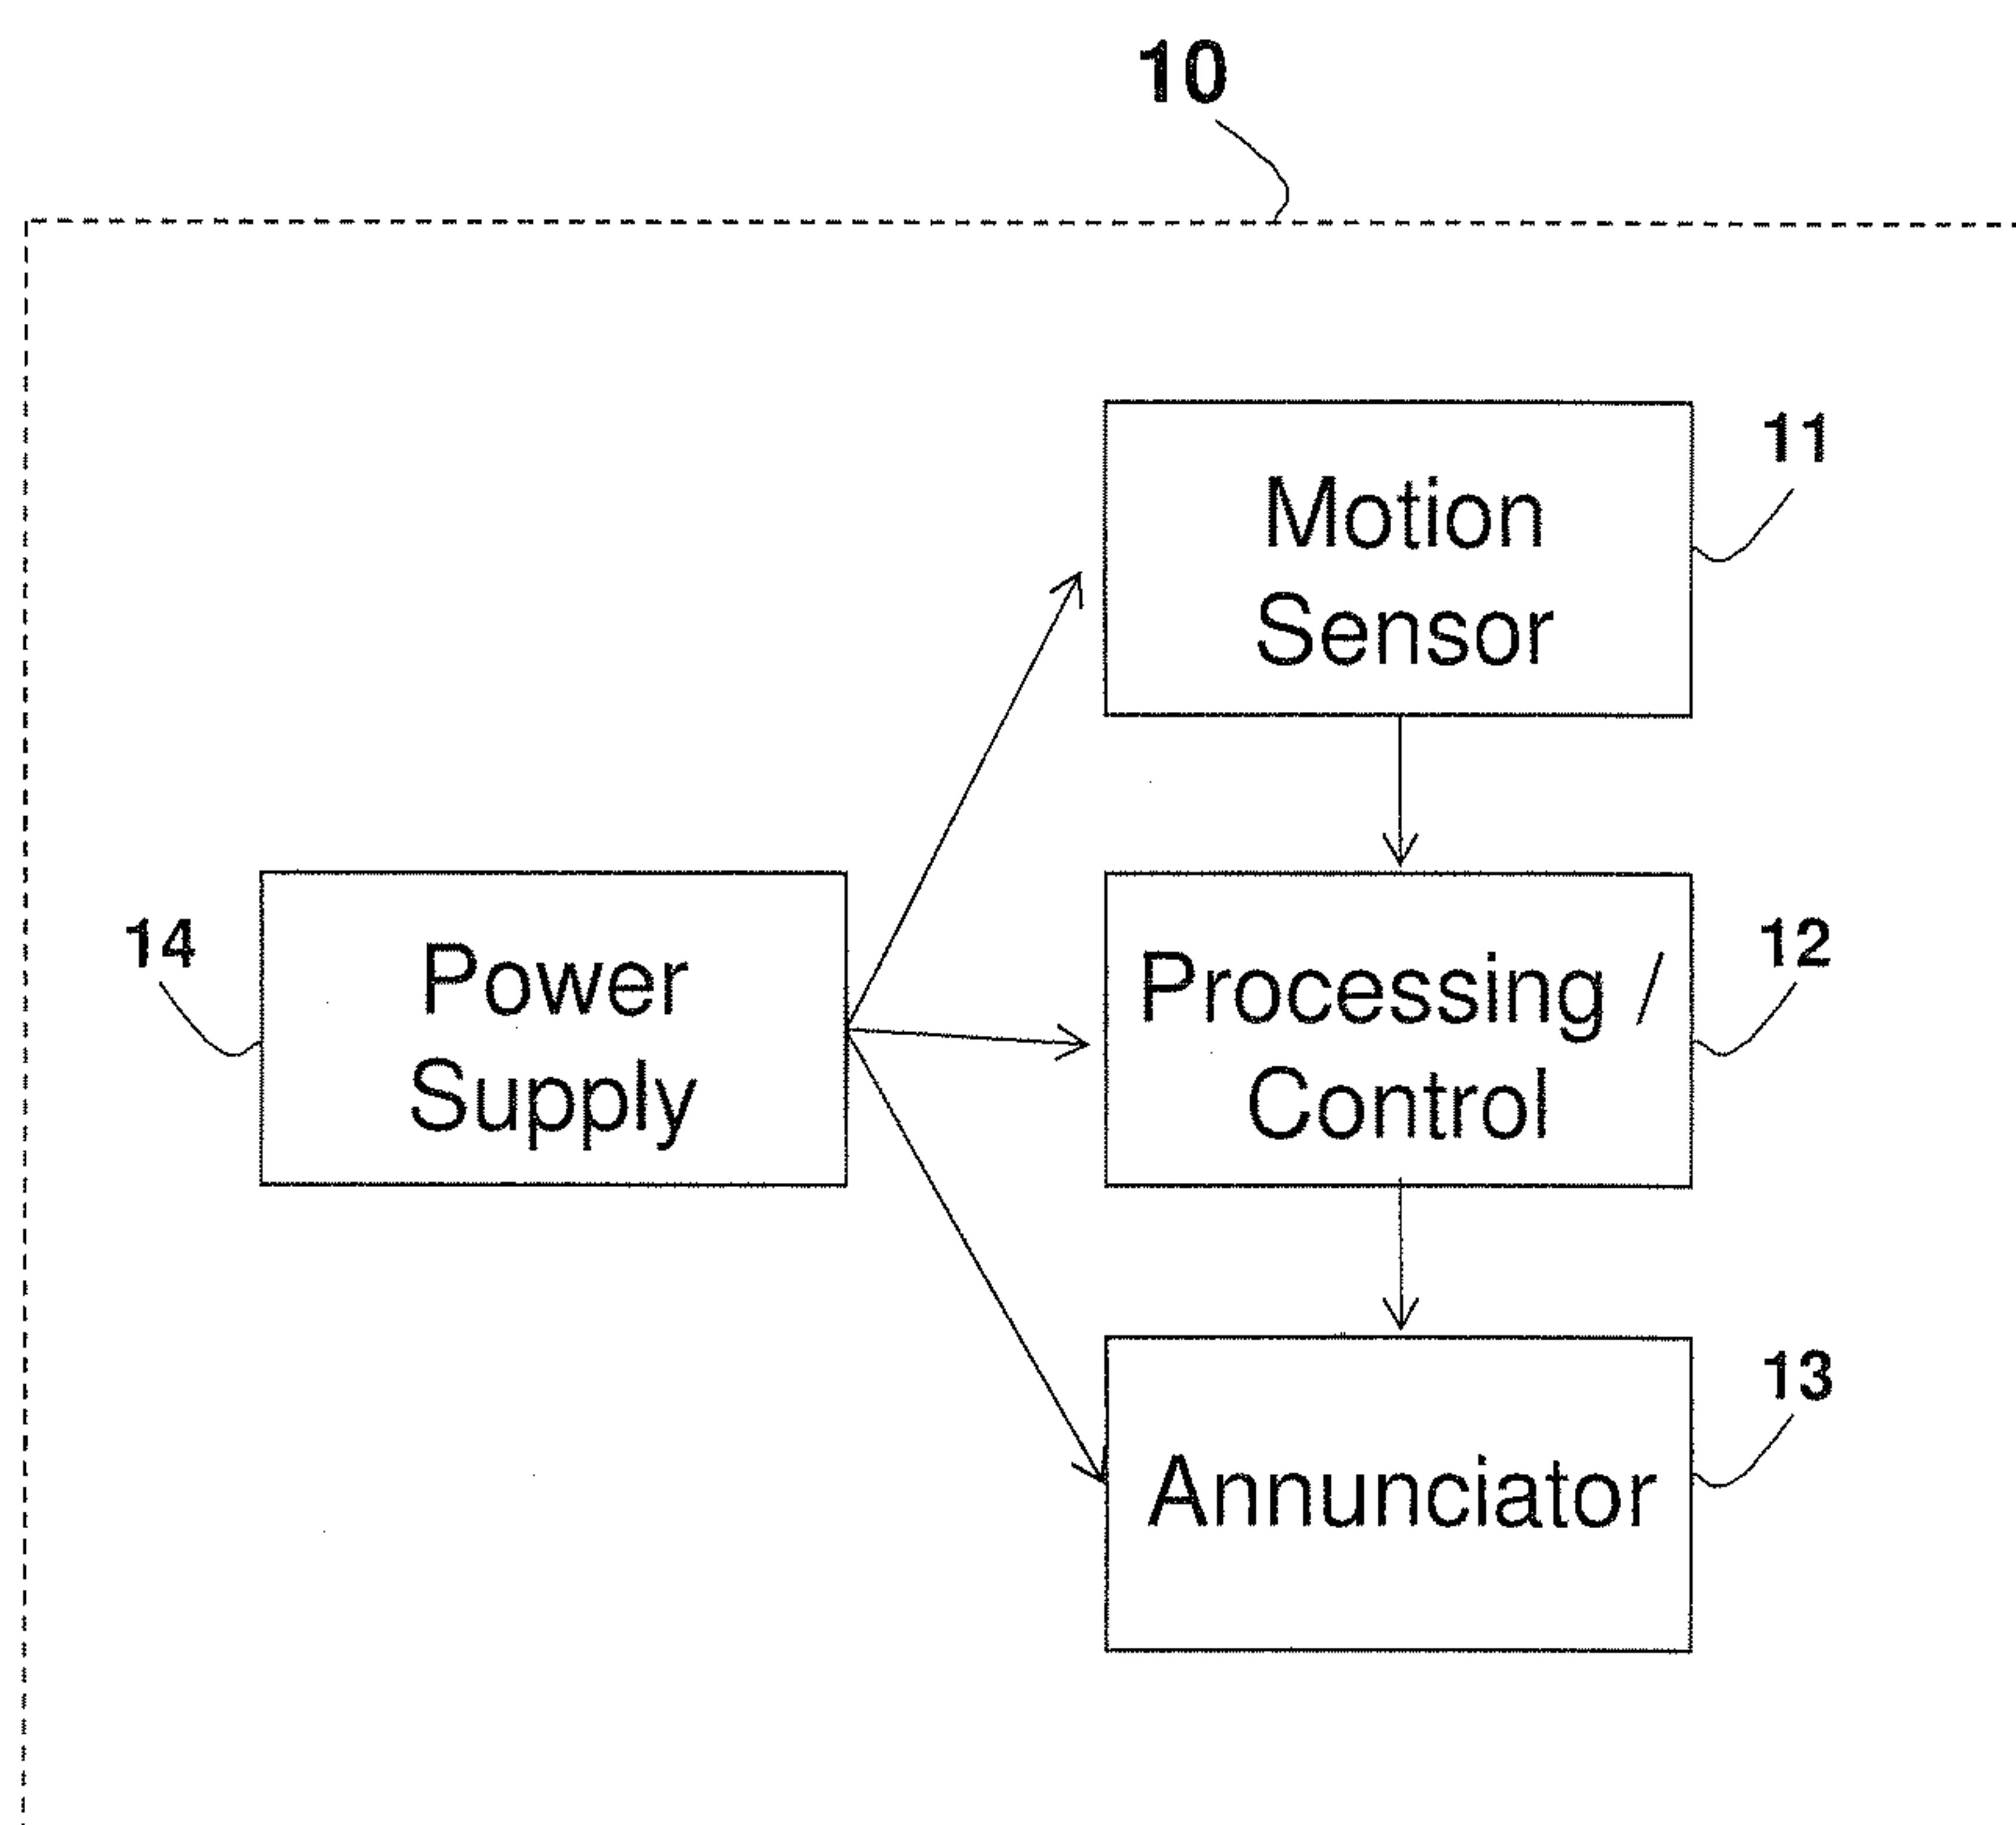 10
Motion
Sensor
11
14
Power
Supply
Processing /
Control
12
Annunciator
13